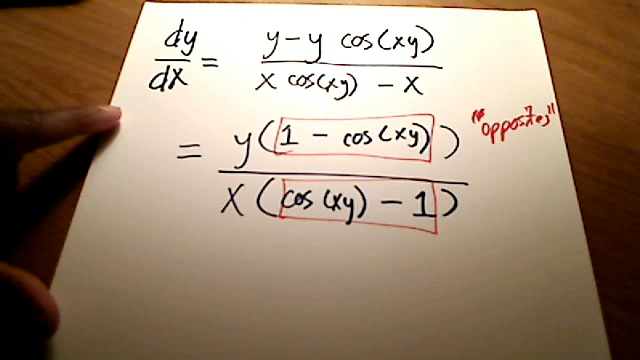 dy/dx = (y - y cos(xy)) / (x cos(xy) - x)
= y(1 - cos(xy)) / x(cos(xy) - 1)
"opposites"